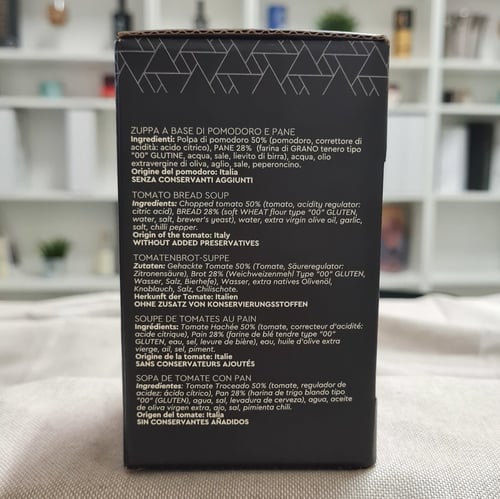 ZUPPA A BASE DI POMODORO E PANE
Ingredienti: Polpa di pomodoro 50% (pomodoro, correttore di
acidità: acido citrico), PANE 28% (farina di GRANO tenero tipo
"00" GLUTINE, acqua, sale, lievito di birra), acqua, olio
extravergine di oliva, aglio, sale, peperoncino.
Origine del pomodoro: Italia
SENZA CONSERVANTI AGGIUNTI
TOMATO BREAD SOUP
Ingredients: Chopped tomato 50% (tomato, acidity regulator:
citric acid), BREAD 28% (soft WHEAT flour type "00" GLUTEN,
water, salt, brewer's yeast), water, extra virgin olive oil, garlic,
salt, chilli pepper.
Origin of the tomato: Italy
WITHOUT ADDED PRESERVATIVES
TOMATENBROT-SUPPE
Zutaten: Gehackte Tomate 50% (Tomate, Säureregulator:
Zitronensäure), Brot 28% (Weichweizenmehl Type "00" GLUTEN,
Wasser, Salz, Bierhefe), Wasser, extra natives Olivenöl,
Knoblauch, Salz, Chilischote.
Herkunft der Tomate: Italien
OHNE ZUSATZ VON KONSERVIERUNGSSTOFFEN
SOUPE DE TOMATES AU PAIN
Ingrédients: Tomate Hachée 50% (tomate, correcteur d'acidité:
acide citrique), Pain 28% (farine de blé tendre type "00"
GLUTEN, eau, sel, levure de bière), eau, huile d'olive extra
vierge, ail, sel, piment.
Origine de la tomate: Italie
SANS CONSERVATEURS AJOUTÉS
SOPA DE TOMATE CON PAN
Ingredientes: Tomate Troceado 50% (tomate, regulador de
acidez: ácido cítrico), Pan 28% (harina de trigo blando tipo
"00" (GLUTEN), agua, sal, levadura de cerveza), agua, aceite
de oliva virgen extra, ajo, sal, pimienta chili.
Origen del tomate: Italia
SIN CONSERVANTES AÑADIDOS